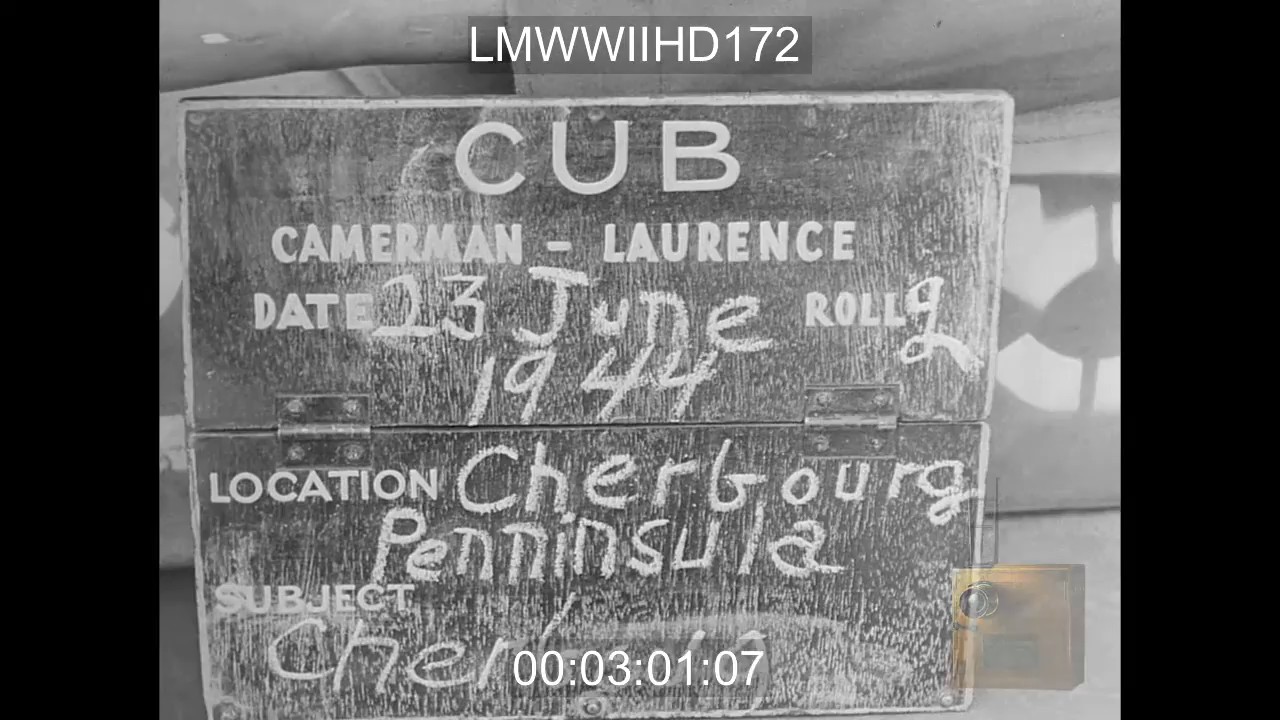 LMWWIIHD172
CUB
CAMERMAN - LAURENCE
DATE 23 June ROLL 2
1944
LOCATION Cherbourg
Penninsula
SUBJECT
00:03:01:07